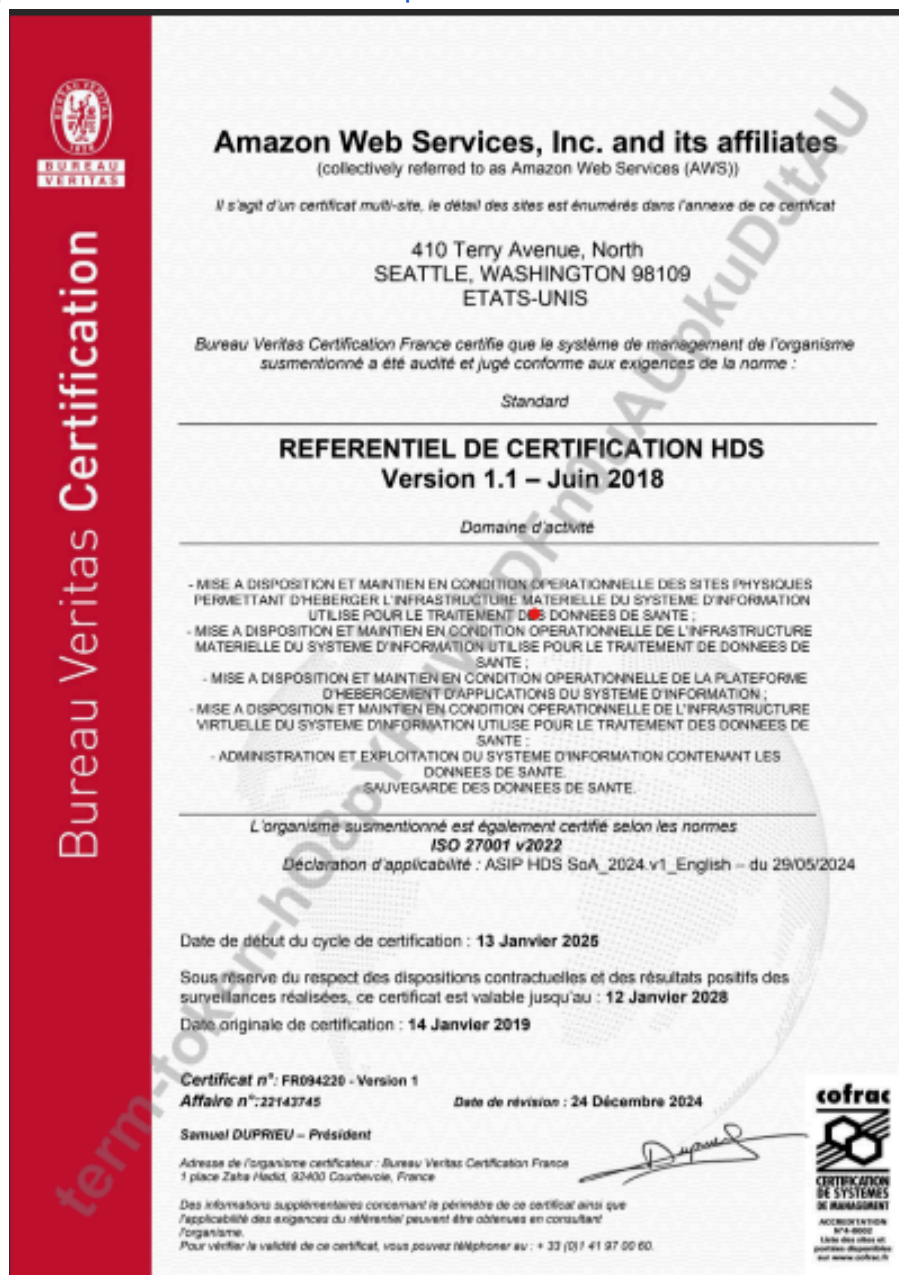 BUREAU
VERITAS
Bureau Veritas Certification
Amazon Web Services, Inc. and its affiliates
(collectively referred to as Amazon Web Services (AWS))
Il s'agit d'un certificat multi-site, le détail des sites est énumérés dans l'annexe de ce certificat
410 Terry Avenue, North
SEATTLE, WASHINGTON 98109
ETATS-UNIS
Bureau Veritas Certification France certifie que le système de management de l'organisme
susmentionné a été audité et jugé conforme aux exigences de la norme :
Standard
REFERENTIEL DE CERTIFICATION HDS
Version 1.1 – Juin 2018
Domaine d'activité
- MISE A DISPOSITION ET MAINTIEN EN CONDITION OPERATIONNELLE DES SITES PHYSIQUES
PERMETTANT D'HEBERGER L'INFRASTRUCTURE MATERIELLE DU SYSTEME D'INFORMATION
UTILISE POUR LE TRAITEMENT DES DONNEES DE SANTE ;
- MISE A DISPOSITION ET MAINTIEN EN CONDITION OPERATIONNELLE DE L'INFRASTRUCTURE
MATERIELLE DU SYSTEME D'INFORMATION UTILISE POUR LE TRAITEMENT DE DONNEES DE
SANTE ;
- MISE A DISPOSITION ET MAINTIEN EN CONDITION OPERATIONNELLE DE LA PLATEFORME
D'HEBERGEMENT D'APPLICATIONS DU SYSTEME D'INFORMATION ;
- MISE A DISPOSITION ET MAINTIEN EN CONDITION OPERATIONNELLE DE L'INFRASTRUCTURE
VIRTUELLE DU SYSTEME D'INFORMATION UTILISE POUR LE TRAITEMENT DES DONNEES DE
SANTE ;
- ADMINISTRATION ET EXPLOITATION DU SYSTEME D'INFORMATION CONTENANT LES
DONNEES DE SANTE.
- SAUVEGARDE DES DONNEES DE SANTE.
L'organisme susmentionné est également certifié selon les normes
ISO 27001 v2022
Déclaration d'applicabilité : ASIP HDS SoA_2024.v1_English – du 29/05/2024
Date de début du cycle de certification : 13 Janvier 2025
Sous réserve du respect des dispositions contractuelles et des résultats positifs des
surveillances réalisées, ce certificat est valable jusqu'au : 12 Janvier 2028
Date originale de certification : 14 Janvier 2019
Certificat n°: FR094220 - Version 1
Affaire n°:22143745 Date de révision : 24 Décembre 2024
Samuel DUPRIEU – Président
Adresse de l'organisme certificateur : Bureau Veritas Certification France
1 place Zaha Hadid, 92400 Courbevoie, France
Des informations supplémentaires concernant le périmètre de ce certificat ainsi que
l'applicabilité des exigences du référentiel peuvent être obtenues en consultant
l'organisme.
Pour vérifier la validité de ce certificat, vous pouvez téléphoner au : + 33 (0)1 41 97 00 60.
cofrac
CERTIFICATION
DE SYSTEMES
DE MANAGEMENT
ACCREDITATION
N°4-0002
Liste des sites et
portées disponibles
sur www.cofrac.fr